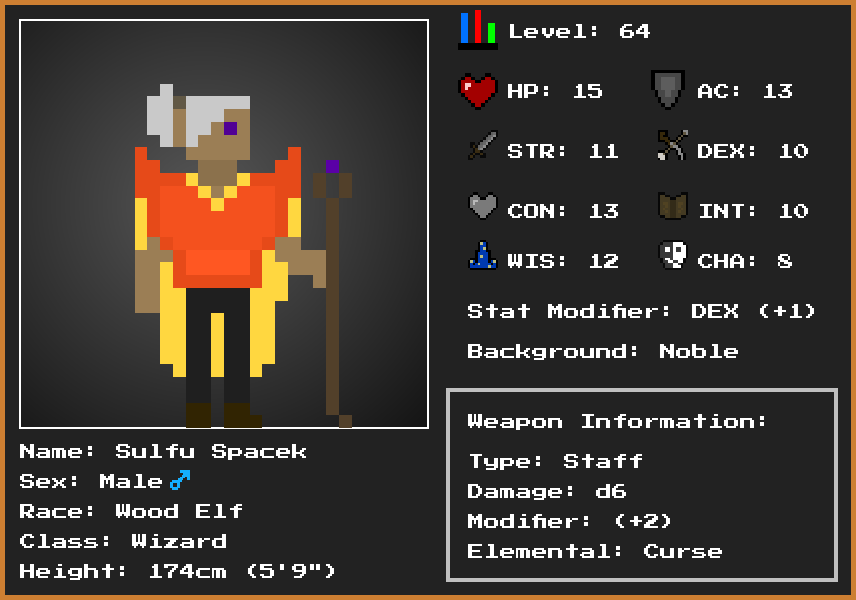 Level: 64
HP: 15 AC: 13
STR: 11 DEX: 10
CON: 13 INT: 10
WIS: 12 CHA: 8
Stat Modifier: DEX (+1)
Background: Noble
Weapon Information:
Type: Staff
Damage: d6
Modifier: (+2)
Elemental: Curse
Name: Sulfu Spacek
Sex: Male ♂
Race: Wood Elf
Class: Wizard
Height: 174cm (5'9")